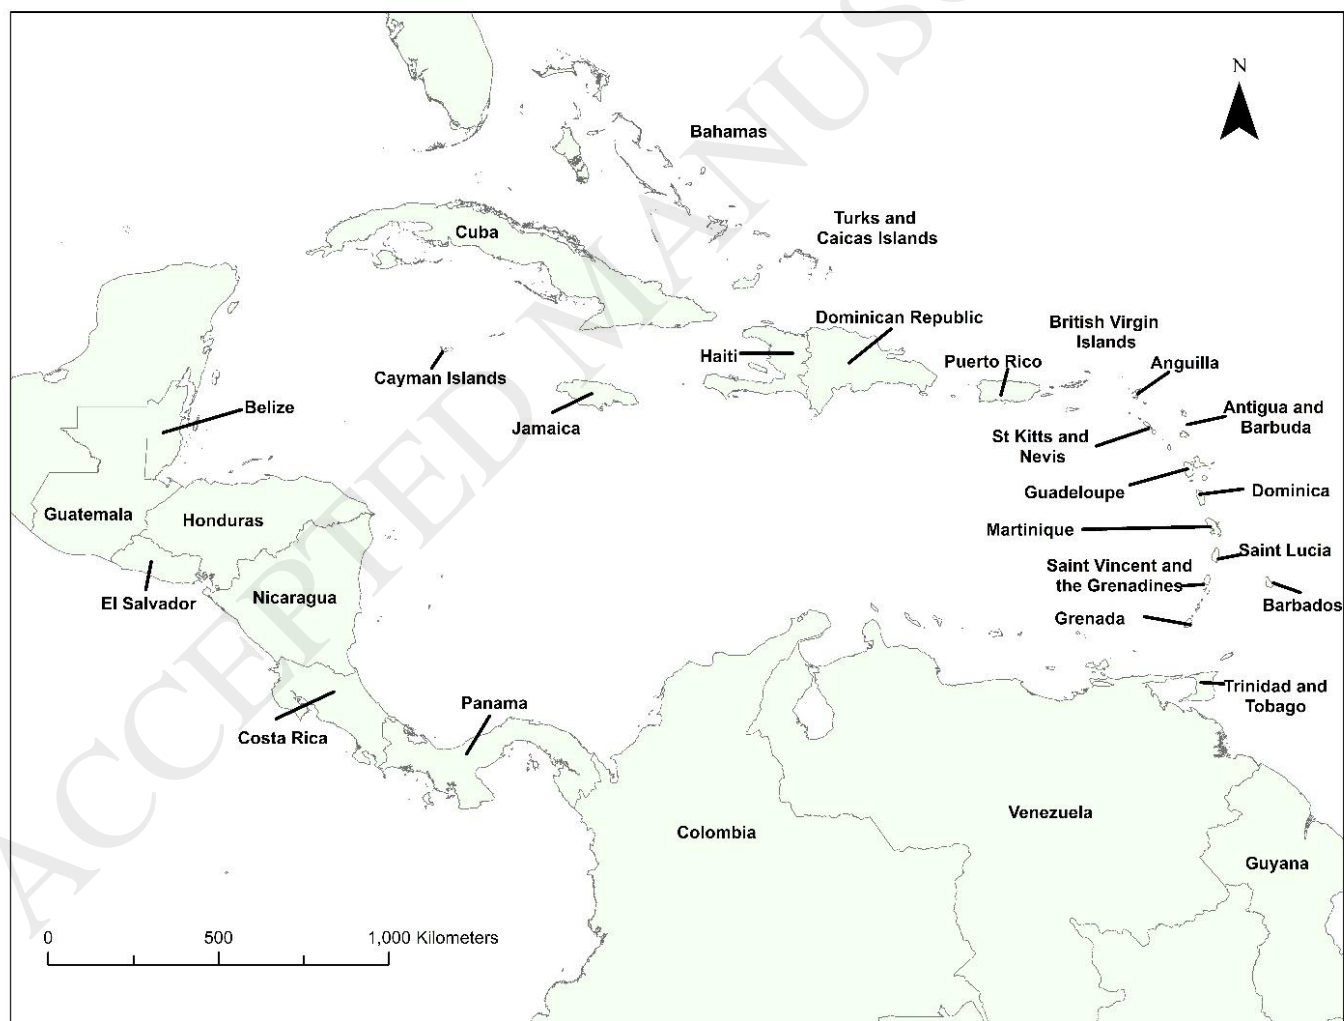 ACCEPTED MANUS
N
Bahamas
Turks and
Caicas Islands
Cuba
Dominican Republic
British Virgin
Islands
Haiti
Puerto Rico
Anguilla
Cayman Islands
Belize
Jamaica
Antigua and
Barbuda
St Kitts and
Nevis
Guadeloupe
Dominica
Guatemala
Honduras
Martinique
Saint Lucia
Saint Vincent and
the Grenadines
El Salvador
Nicaragua
Barbados
Grenada
Trinidad and
Tobago
Panama
Costa Rica
Venezuela
Colombia
Guyana
0 500 1,000 Kilometers